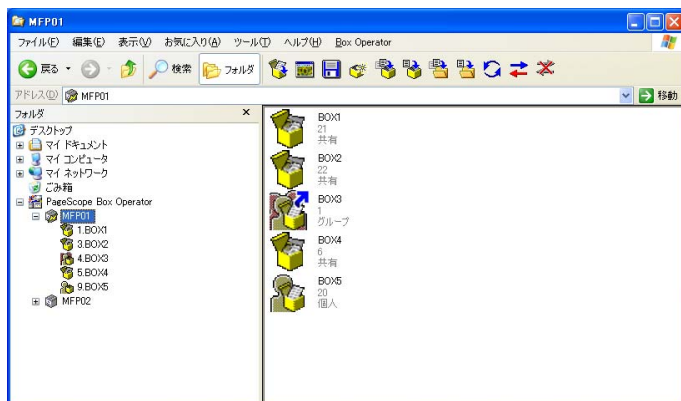 MFP01
ファイル(F) 編集(E) 表示(V) お気に入り(A) ツール(T) ヘルプ(H) Box Operator
戻る 検索 フォルダ
アドレス(D) MFP01 移動
フォルダ ×
デスクトップ
マイ ドキュメント
マイ コンピュータ
マイ ネットワーク
ごみ箱
PageScope Box Operator
MFP01
1.BOX1
3.BOX2
4.BOX3
5.BOX4
9.BOX5
MFP02
BOX1
21
共有
BOX2
22
共有
BOX3
1
グループ
BOX4
6
共有
BOX5
20
個人